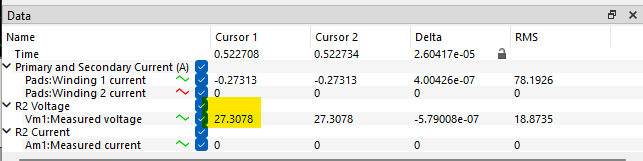 Data
Name Cursor 1 Cursor 2 Delta RMS
Time 0.522708 0.522734 2.60417e-05
Primary and Secondary Current (A)
Pads:Winding 1 current -0.27313 -0.27313 4.00426e-07 78.1926
Pads:Winding 2 current 0 0 0 0
R2 Voltage
Vm1:Measured voltage 27.3078 27.3078 -5.79008e-07 18.8735
R2 Current
Am1:Measured current 0 0 0 0